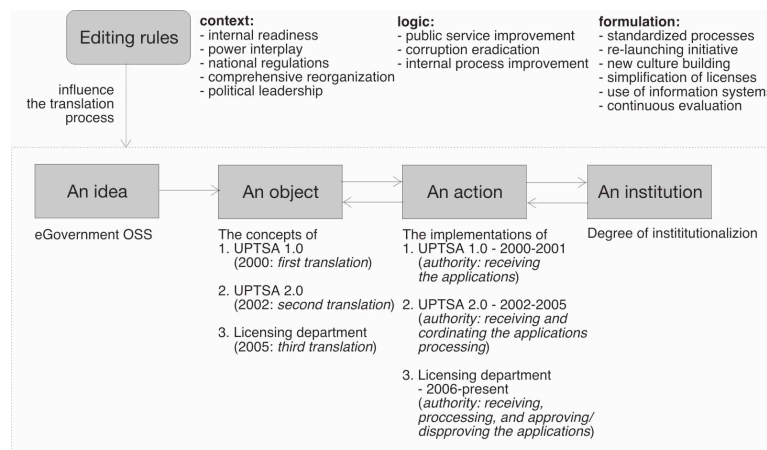 Editing rules
context:
- internal readiness
- power interplay
- national regulations
- comprehensive reorganization
- political leadership
logic:
- public service improvement
- corruption eradication
- internal process improvement
formulation:
- standardized processes
- re-launching initiative
- new culture building
- simplification of licenses
- use of information systems
- continuous evaluation
influence
the translation
process
An idea
An object
An action
An institution
eGovernment OSS
The concepts of
1. UPTSA 1.0
(2000: first translation)
2. UPTSA 2.0
(2002: second translation)
3. Licensing department
(2005: third translation)
The implementations of
1. UPTSA 1.0 - 2000-2001
(authority: receiving
the applications)
2. UPTSA 2.0 - 2002-2005
(authority: receiving and
cordinating the applications
processing)
3. Licensing department
- 2006-present
(authority: receiving,
proccessing, and approving/
dispproving the applications)
Degree of instititutionalizion